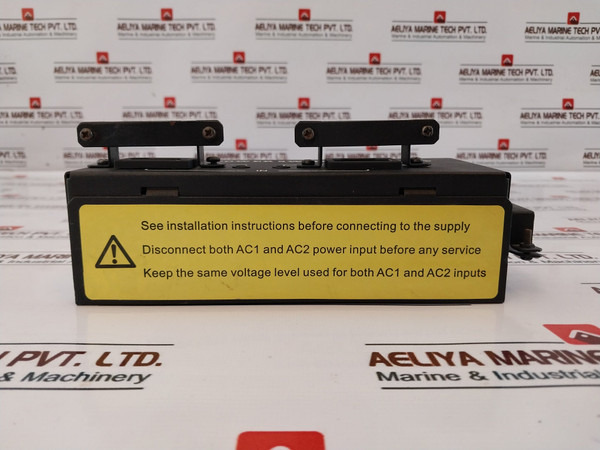 AELIYA MARINE TECH PVT. LTD.
Marine & Industrial Automation & Machinery
See installation instructions before connecting to the supply
Disconnect both AC1 and AC2 power input before any service
Keep the same voltage level used for both AC1 and AC2 inputs
PVT. LTD.
& Machinery
AELIYA MARINE
Marine & Industrial